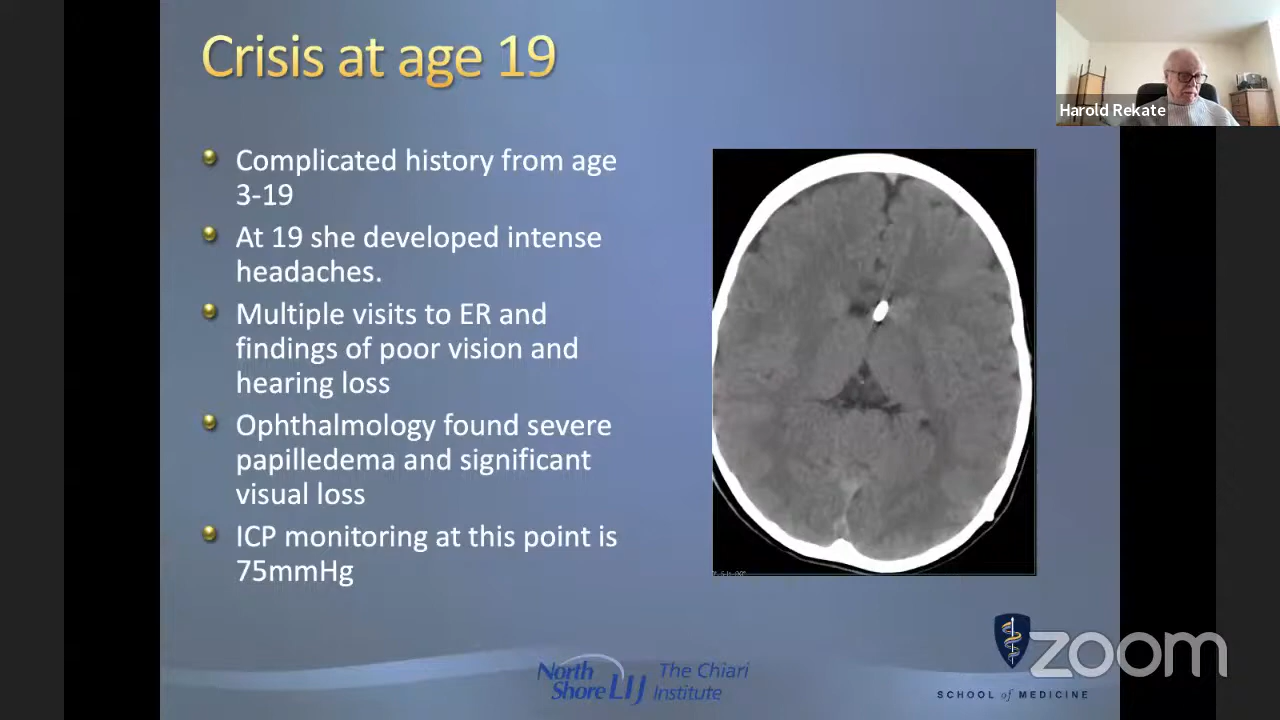 Crisis at age 19
Harold Rekate
Complicated history from age
3-19
At 19 she developed intense
headaches.
Multiple visits to ER and
findings of poor vision and
hearing loss
Ophthalmology found severe
papilledema and significant
visual loss
ICP monitoring at this point is
75mmHg
North
Shore LIJ
The Chiari
Institute
zoom
SCHOOL of MEDICINE